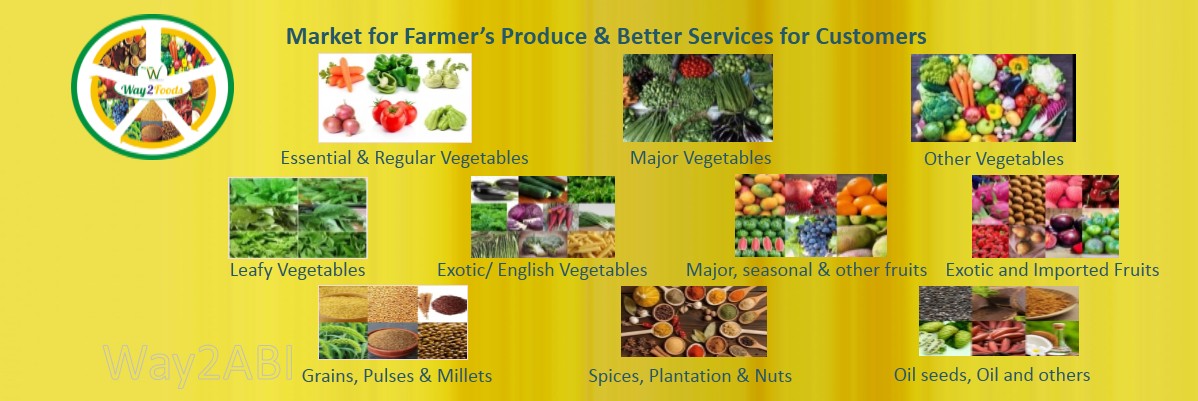 Market for Farmer's Produce & Better Services for Customers
W
Way2Foods
Essential & Regular Vegetables
Major Vegetables
Other Vegetables
Leafy Vegetables
Exotic/ English Vegetables
Major, seasonal & other fruits
Exotic and Imported Fruits
Way2ABI
Grains, Pulses & Millets
Spices, Plantation & Nuts
Oil seeds, Oil and others